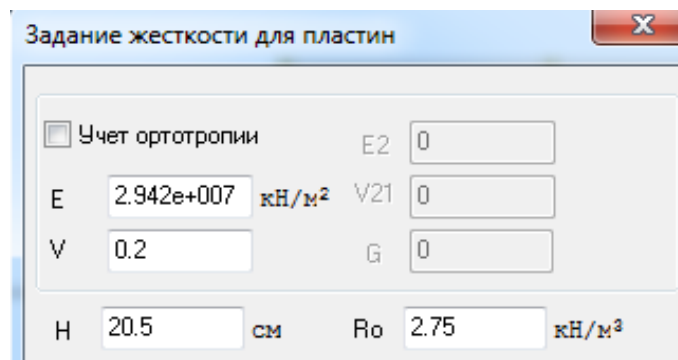 Задание жесткости для пластин
Учет ортотропии E2 0
E 2.942e+007 кН/м² V21 0
V 0.2 G 0
H 20.5 см Ro 2.75 кН/м³